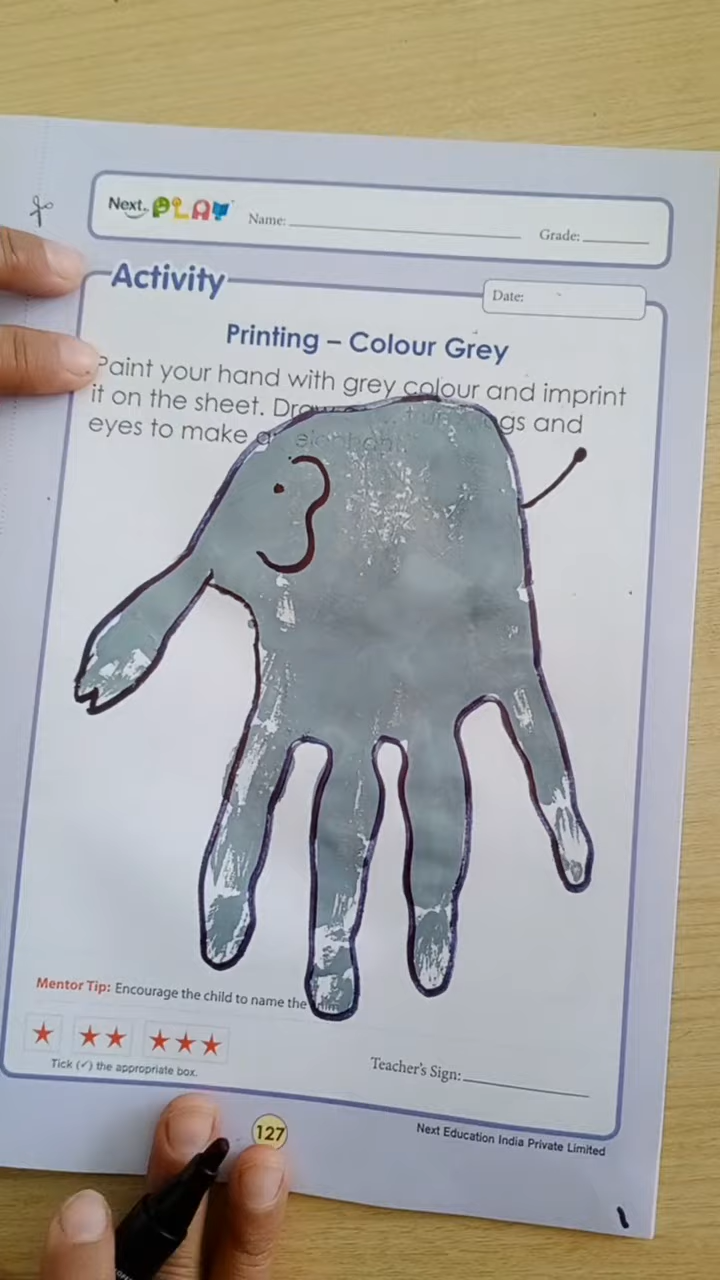 Next PLAY Name: Grade:
Activity
Date:
Printing – Colour Grey
Paint your hand with grey colour and imprint
it on the sheet. gs and
eyes to make an elephant.
Mentor Tip: Encourage the child to name the
Tick (✓) the appropriate box.
Teacher's Sign:
127
Next Education India Private Limited